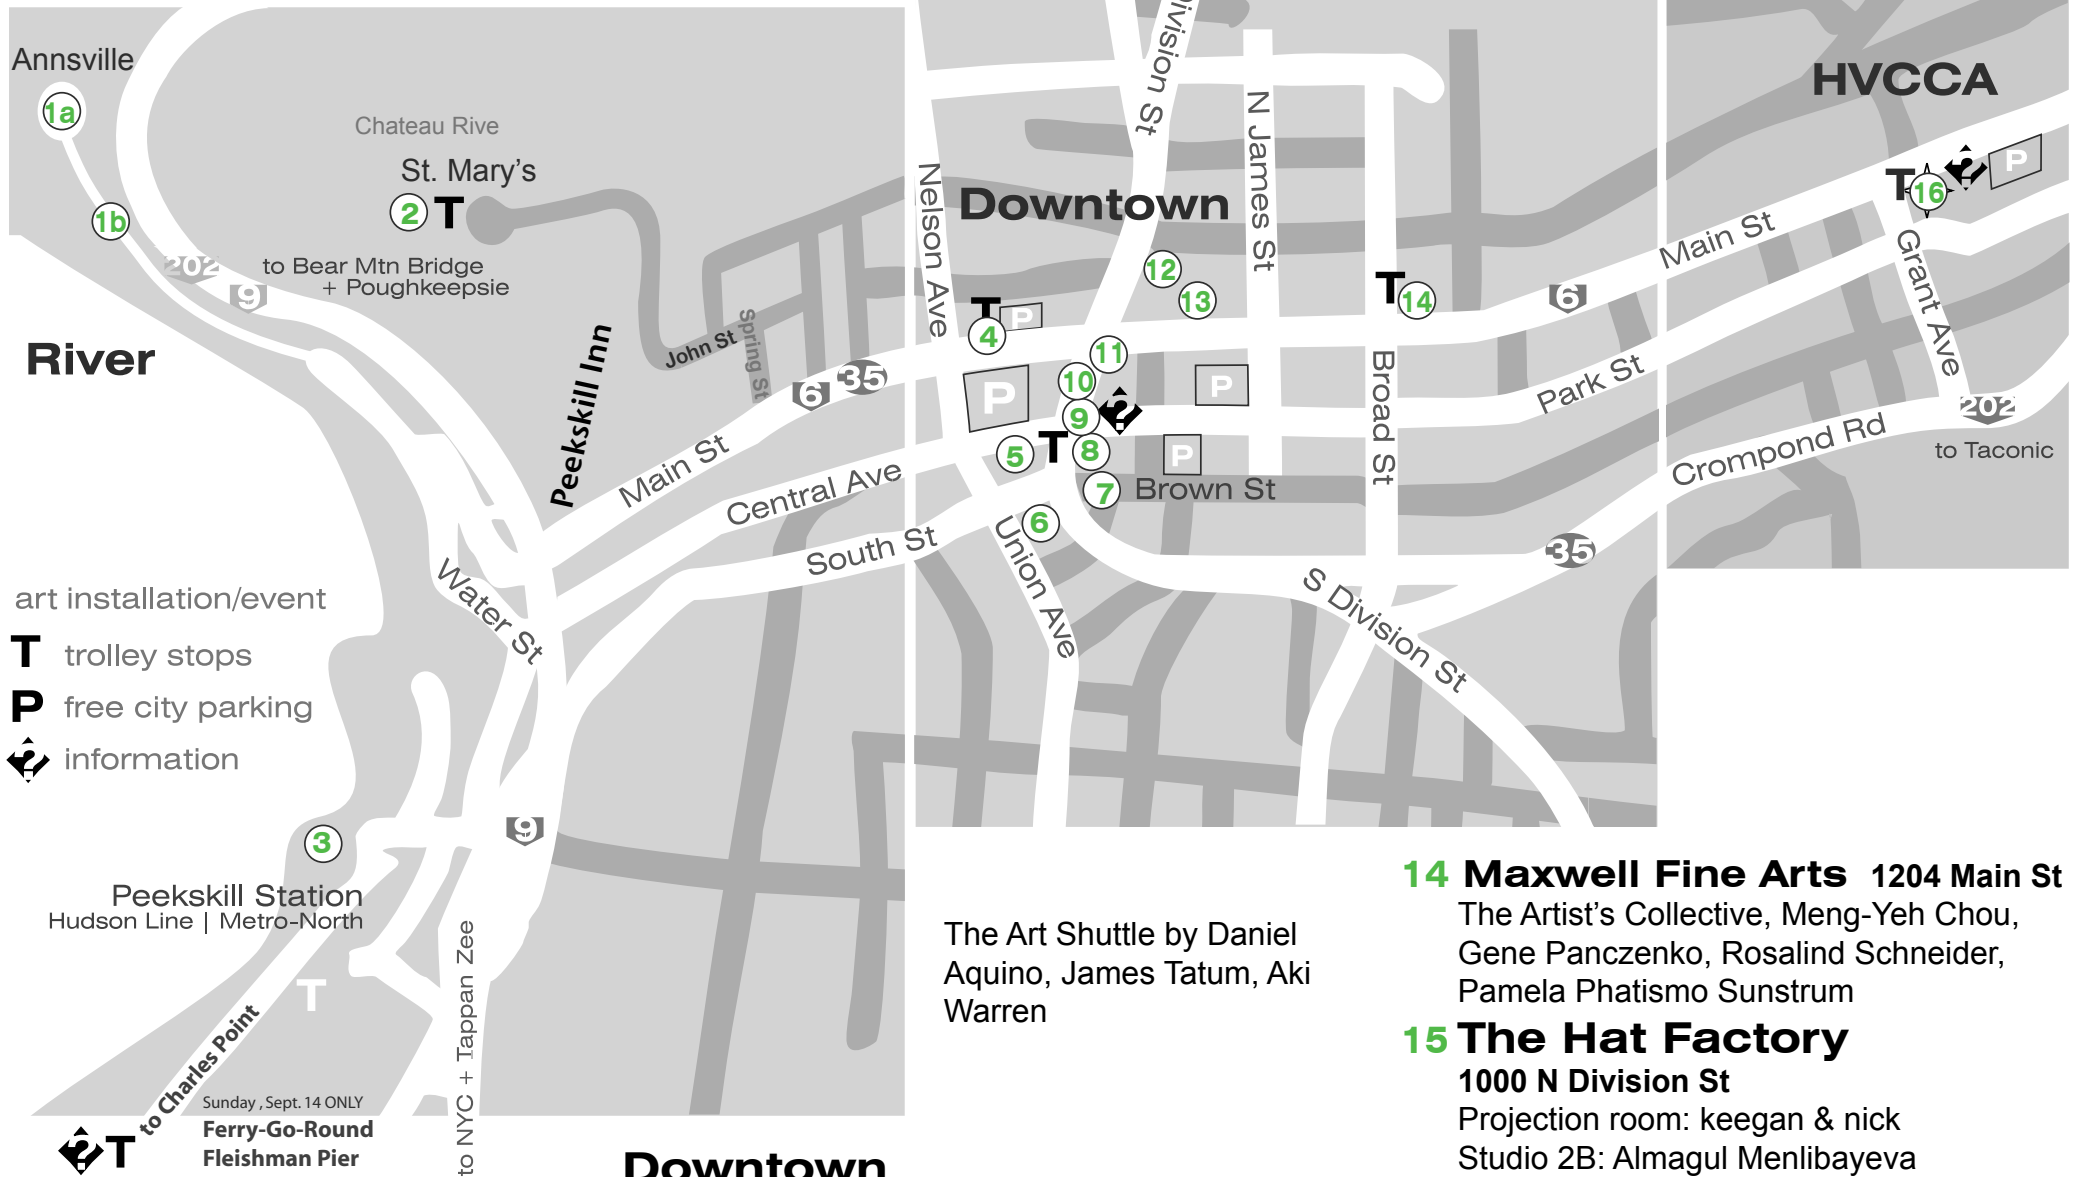 Annsville
1a
1b
Chateau Rive
St. Mary's
2 T
202
9
to Bear Mtn Bridge
+ Poughkeepsie
River
Peekskill Inn
John St
Spring St
6
35
Main St
Central Ave
South St
Water St
art installation/event
T trolley stops
P free city parking
? information
3
9
Peekskill Station
Hudson Line | Metro-North
T
to Charles Point
? T
Sunday , Sept. 14 ONLY
Ferry-Go-Round
Fleishman Pier
to NYC + Tappan Zee
Downtown
Division St
N James St
Nelson Ave
Downtown
12
13
T
4
P
T
14
11
10
P
P
9
?
5
T
8
P
7
Brown St
6
Union Ave
Broad St
S Division St
6
Park St
35
HVCCA
Main St
T
16
?
P
Grant Ave
202
Crompond Rd
to Taconic
The Art Shuttle by Daniel
Aquino, James Tatum, Aki
Warren
14 Maxwell Fine Arts 1204 Main St
The Artist's Collective, Meng-Yeh Chou,
Gene Panczenko, Rosalind Schneider,
Pamela Phatismo Sunstrum
15 The Hat Factory
1000 N Division St
Projection room: keegan & nick
Studio 2B: Almagul Menlibayeva